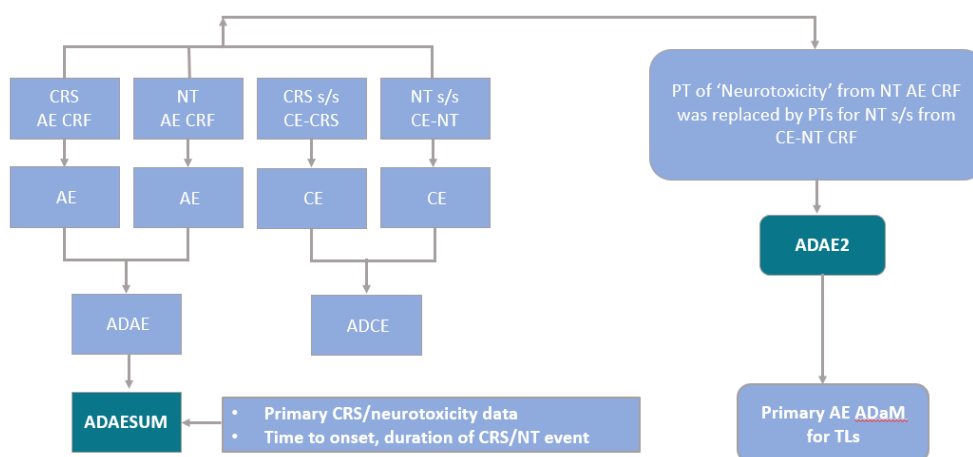 CRS
AE CRF
NT
AE CRF
CRS s/s
CE-CRS
NT s/s
CE-NT
AE
AE
CE
CE
ADAE
ADCE
ADAESUM
• Primary CRS/neurotoxicity data
• Time to onset, duration of CRS/NT event
PT of ‘Neurotoxicity’ from NT AE CRF
was replaced by PTs for NT s/s from
CE-NT CRF
ADAE2
Primary AE ADaM
for TLs